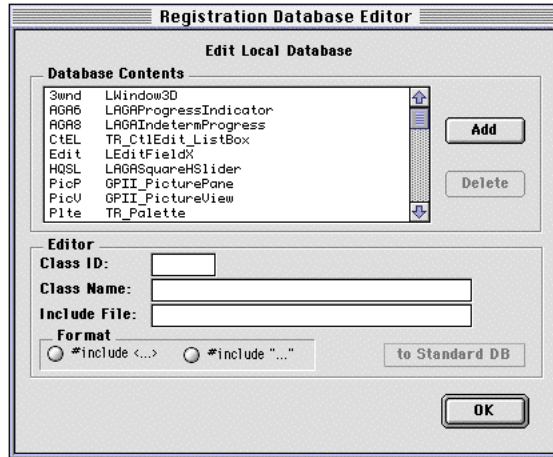 Registration Database Editor
Edit Local Database
Database Contents
3wnd LWindow3D
AGA6 LAGAProgressIndicator
AGA8 LAGAIndetermProgress
CtEL TR_CtlEdit_ListBox
Edit LEditFieldX
HQSL LAGASquareHSlider
PicP GPII_PicturePane
PicV GPII_PictureView
Plte TR_Palette
Add
Delete
Editor
Class ID:
Class Name:
Include File:
Format
#include <...>
#include "..."
to Standard DB
OK